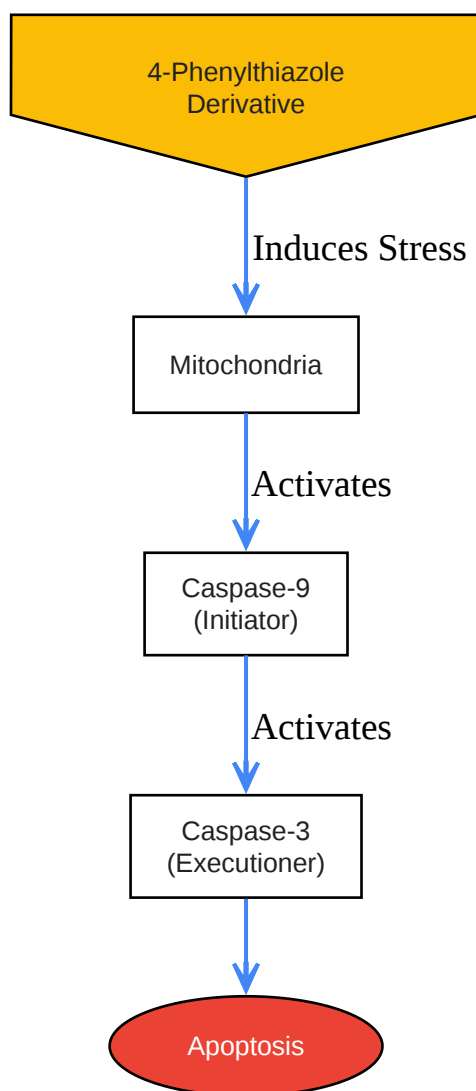 4-Phenylthiazole
Derivative
Induces Stress
Mitochondria
Activates
Caspase-9
(Initiator)
Activates
Caspase-3
(Executioner)
Apoptosis